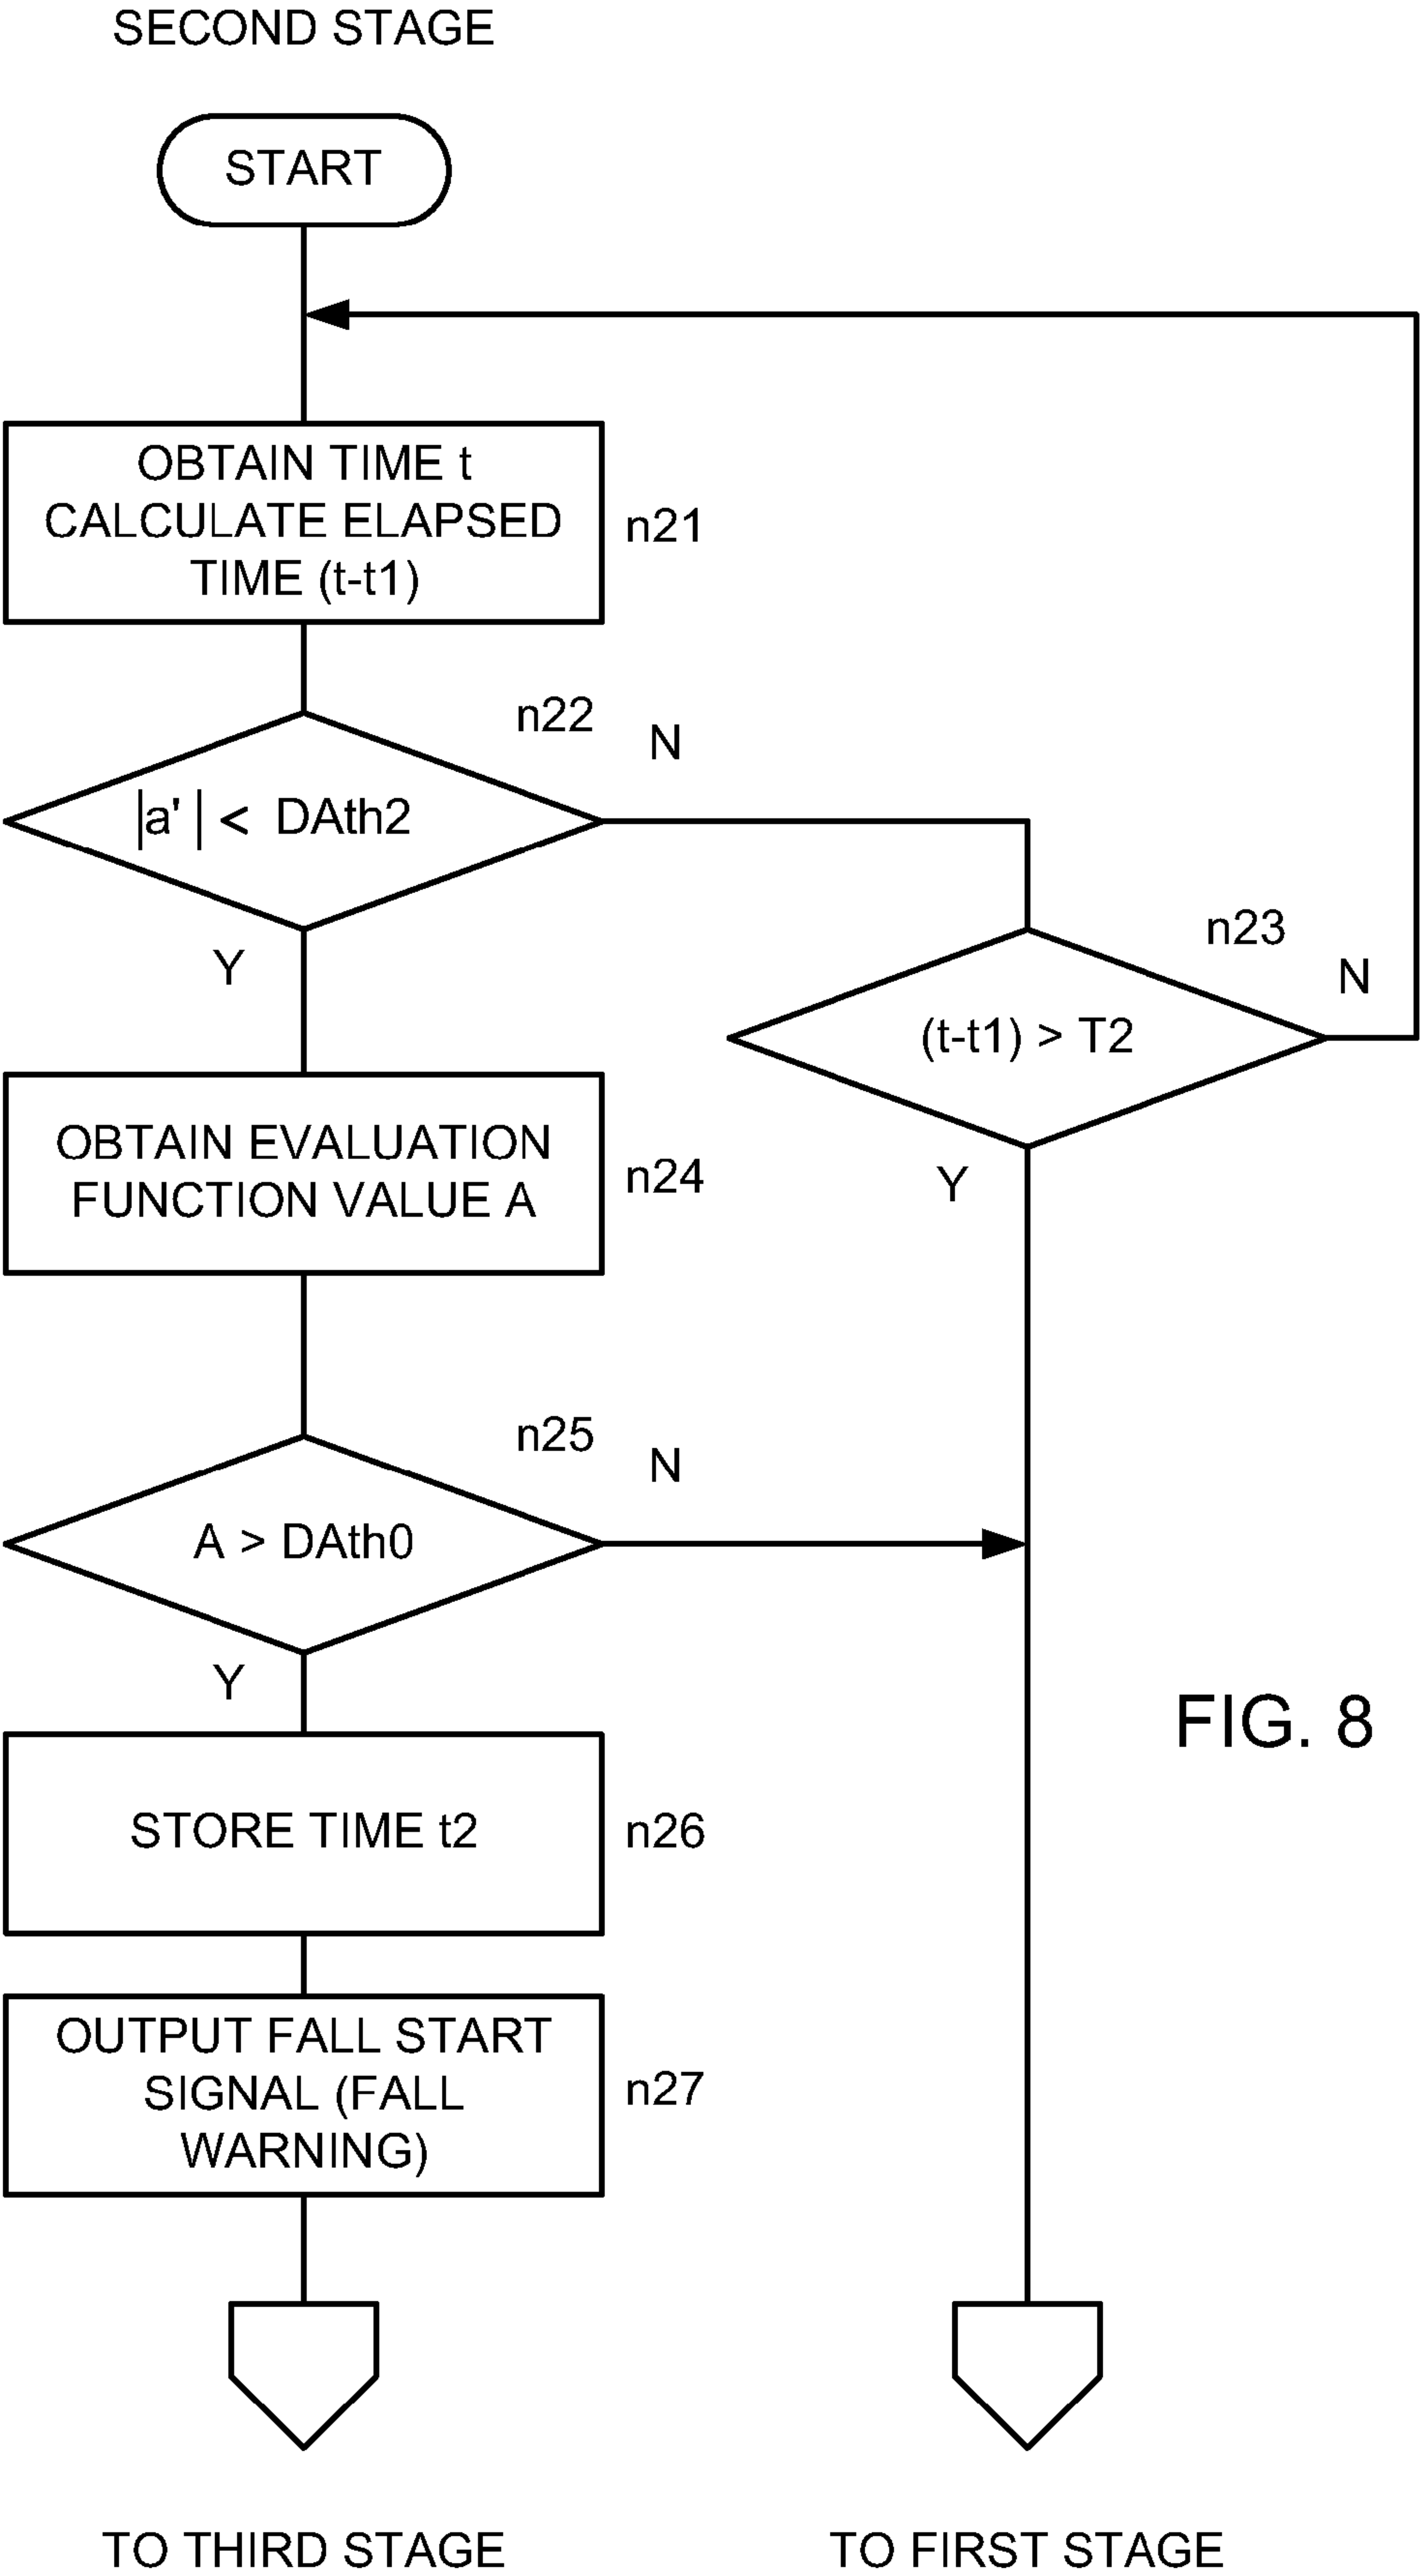 SECOND STAGE
START
OBTAIN TIME t
CALCULATE ELAPSED
TIME (t-t1)
n21
n22
N
|a' | < DAth2
Y
n23
N
(t-t1) > T2
Y
OBTAIN EVALUATION
FUNCTION VALUE A
n24
n25
N
A > DAth0
Y
FIG. 8
STORE TIME t2
n26
OUTPUT FALL START
SIGNAL (FALL
WARNING)
n27
TO THIRD STAGE
TO FIRST STAGE